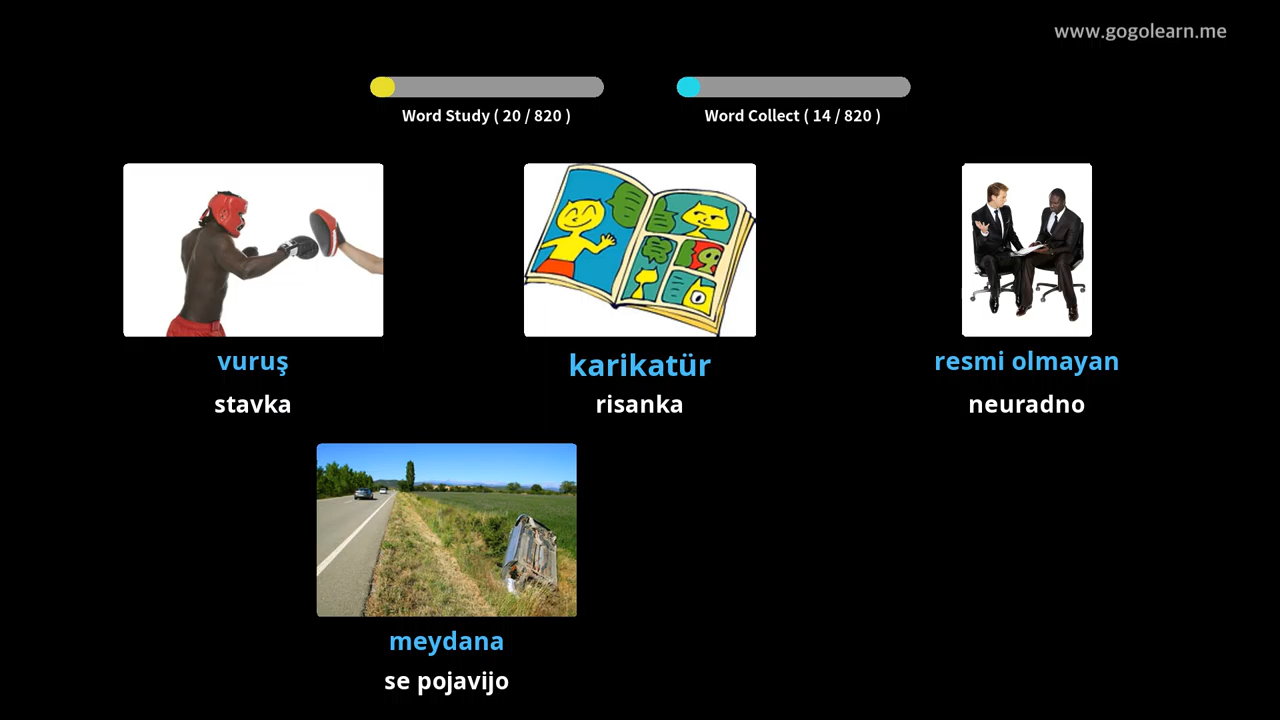 www.gogolearn.me
Word Study ( 20 / 820 )
Word Collect ( 14 / 820 )
vuruş
stavka
karikatür
risanka
resmi olmayan
neuradno
meydana
se pojavijo